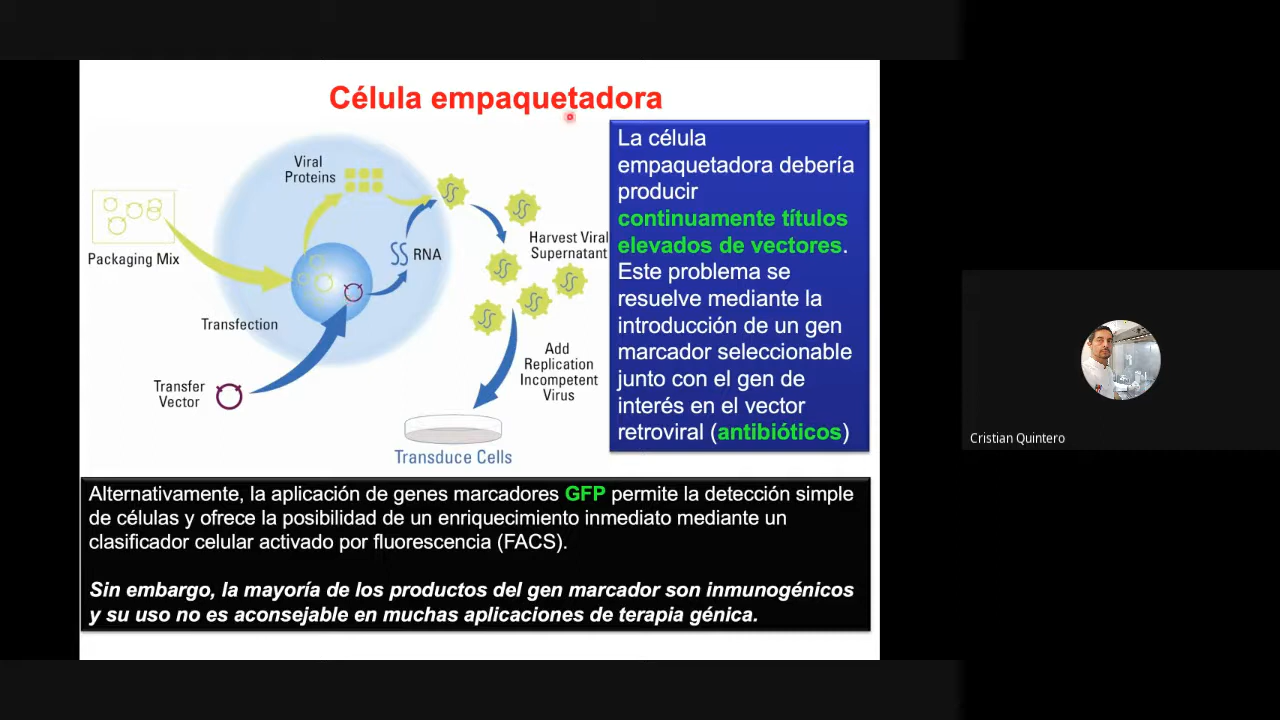 Célula empaquetadora
Viral
Proteins
Packaging Mix
RNA
Harvest Viral
Supernatant
Transfection
Transfer
Vector
Add
Replication
Incompetent
Virus
Transduce Cells
La célula
empaquetadora debería
producir
continuamente títulos
elevados de vectores.
Este problema se
resuelve mediante la
introducción de un gen
marcador seleccionable
junto con el gen de
interés en el vector
retroviral (antibióticos)
Alternativamente, la aplicación de genes marcadores GFP permite la detección simple
de células y ofrece la posibilidad de un enriquecimiento inmediato mediante un
clasificador celular activado por fluorescencia (FACS).
Sin embargo, la mayoría de los productos del gen marcador son inmunogénicos
y su uso no es aconsejable en muchas aplicaciones de terapia génica.
Cristian Quintero